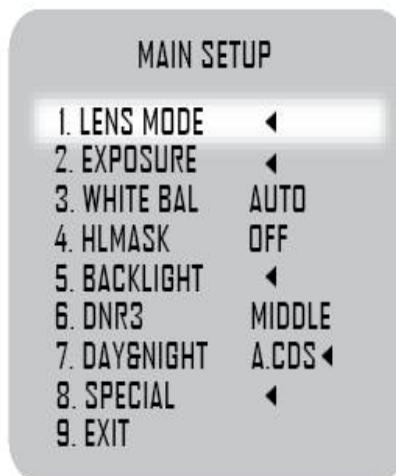 MAIN SETUP
1. LENS MODE ◀
2. EXPOSURE ◀
3. WHITE BAL AUTO
4. HLMASK OFF
5. BACKLIGHT ◀
6. DNR3 MIDDLE
7. DAY&NIGHT A.CDS◀
8. SPECIAL ◀
9. EXIT